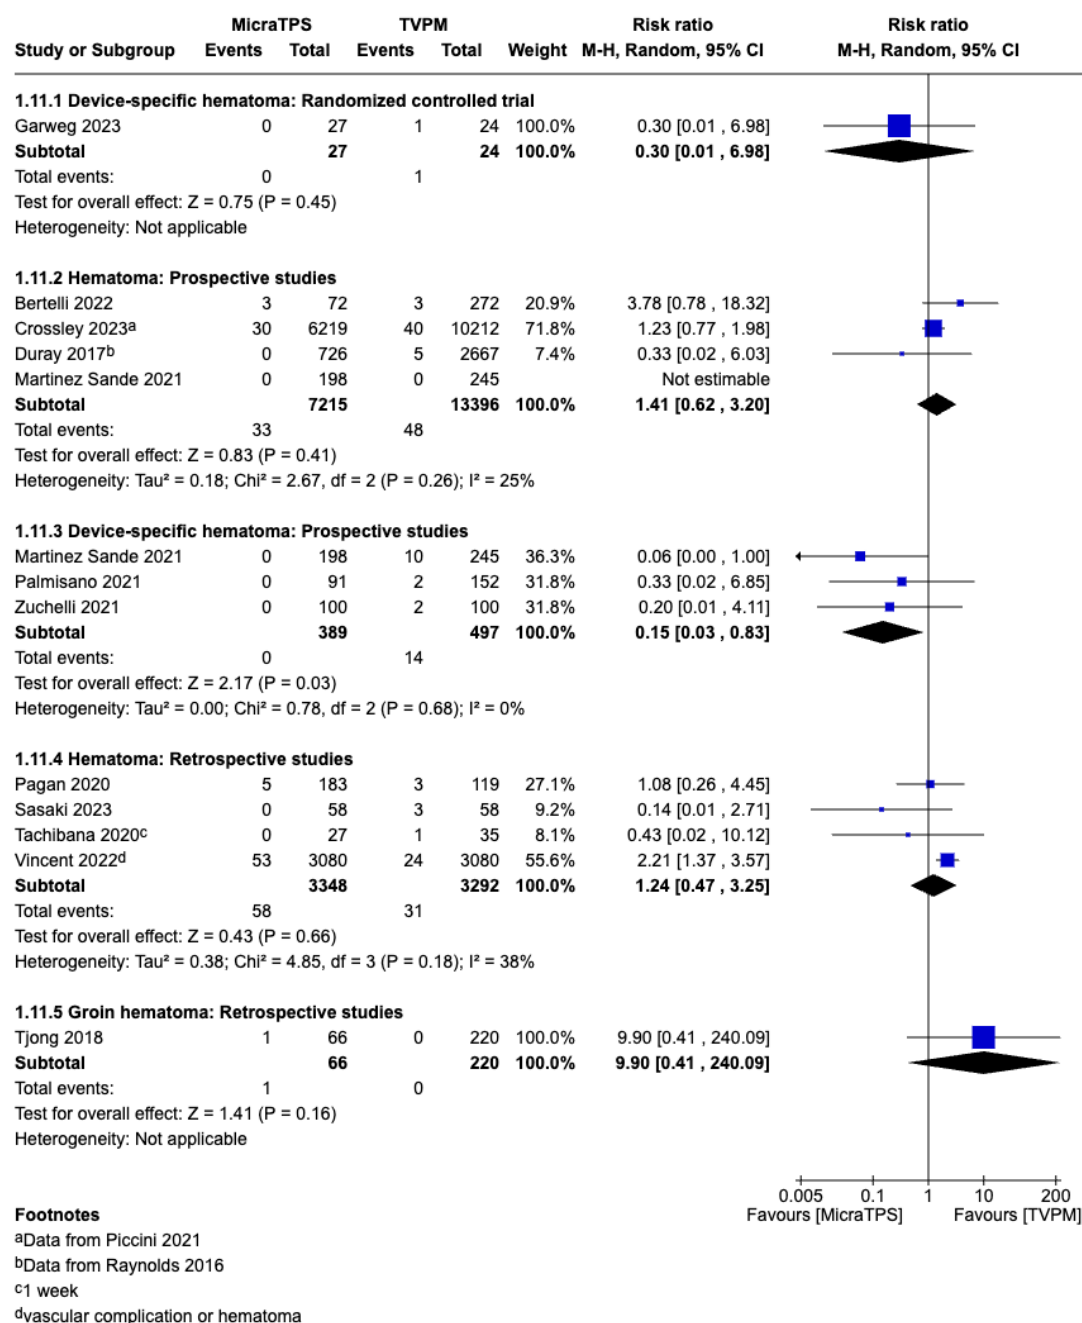 MicraTPS TVPM Risk ratio Risk ratio
Study or Subgroup Events Total Events Total Weight M-H, Random, 95% CI M-H, Random, 95% CI
1.11.1 Device-specific hematoma: Randomized controlled trial
Garweg 2023 0 27 1 24 100.0% 0.30 [0.01 , 6.98]
Subtotal 27 24 100.0% 0.30 [0.01 , 6.98]
Total events: 0 1
Test for overall effect: Z = 0.75 (P = 0.45)
Heterogeneity: Not applicable
1.11.2 Hematoma: Prospective studies
Bertelli 2022 3 72 3 272 20.9% 3.78 [0.78 , 18.32]
Crossley 2023ᵃ 30 6219 40 10212 71.8% 1.23 [0.77 , 1.98]
Duray 2017ᵇ 0 726 5 2667 7.4% 0.33 [0.02 , 6.03]
Martinez Sande 2021 0 198 0 245 Not estimable
Subtotal 7215 13396 100.0% 1.41 [0.62 , 3.20]
Total events: 33 48
Test for overall effect: Z = 0.83 (P = 0.41)
Heterogeneity: Tau² = 0.18; Chi² = 2.67, df = 2 (P = 0.26); I² = 25%
1.11.3 Device-specific hematoma: Prospective studies
Martinez Sande 2021 0 198 10 245 36.3% 0.06 [0.00 , 1.00]
Palmisano 2021 0 91 2 152 31.8% 0.33 [0.02 , 6.85]
Zuchelli 2021 0 100 2 100 31.8% 0.20 [0.01 , 4.11]
Subtotal 389 497 100.0% 0.15 [0.03 , 0.83]
Total events: 0 14
Test for overall effect: Z = 2.17 (P = 0.03)
Heterogeneity: Tau² = 0.00; Chi² = 0.78, df = 2 (P = 0.68); I² = 0%
1.11.4 Hematoma: Retrospective studies
Pagan 2020 5 183 3 119 27.1% 1.08 [0.26 , 4.45]
Sasaki 2023 0 58 3 58 9.2% 0.14 [0.01 , 2.71]
Tachibana 2020ᶜ 0 27 1 35 8.1% 0.43 [0.02 , 10.12]
Vincent 2022ᵈ 53 3080 24 3080 55.6% 2.21 [1.37 , 3.57]
Subtotal 3348 3292 100.0% 1.24 [0.47 , 3.25]
Total events: 58 31
Test for overall effect: Z = 0.43 (P = 0.66)
Heterogeneity: Tau² = 0.38; Chi² = 4.85, df = 3 (P = 0.18); I² = 38%
1.11.5 Groin hematoma: Retrospective studies
Tjong 2018 1 66 0 220 100.0% 9.90 [0.41 , 240.09]
Subtotal 66 220 100.0% 9.90 [0.41 , 240.09]
Total events: 1 0
Test for overall effect: Z = 1.41 (P = 0.16)
Heterogeneity: Not applicable
0.005 0.1 1 10 200
Favours [MicraTPS] Favours [TVPM]
Footnotes
ᵃData from Piccini 2021
ᵇData from Raynolds 2016
ᶜ1 week
ᵈvascular complication or hematoma